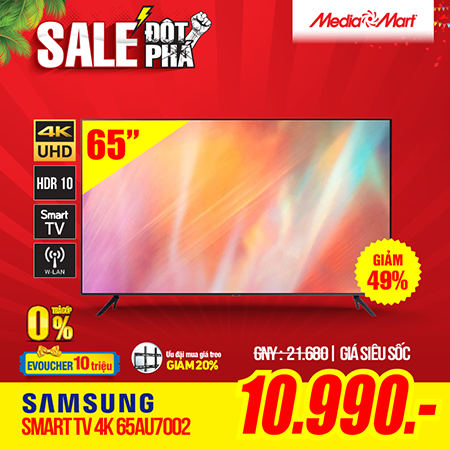 SALE ĐỘT PHÁ
MediaMart®
4K
UHD
65”
HDR 10
Smart
TV
W-LAN
GIẢM
49%
TRẢ GÓP
0%
EVOUCHER 10 triệu
Ưu đãi mua giá treo
GIẢM 20%
GNY : 21.680 | GIÁ SIÊU SỐC
SAMSUNG
SMART TV 4K 65AU7002
10.990.-